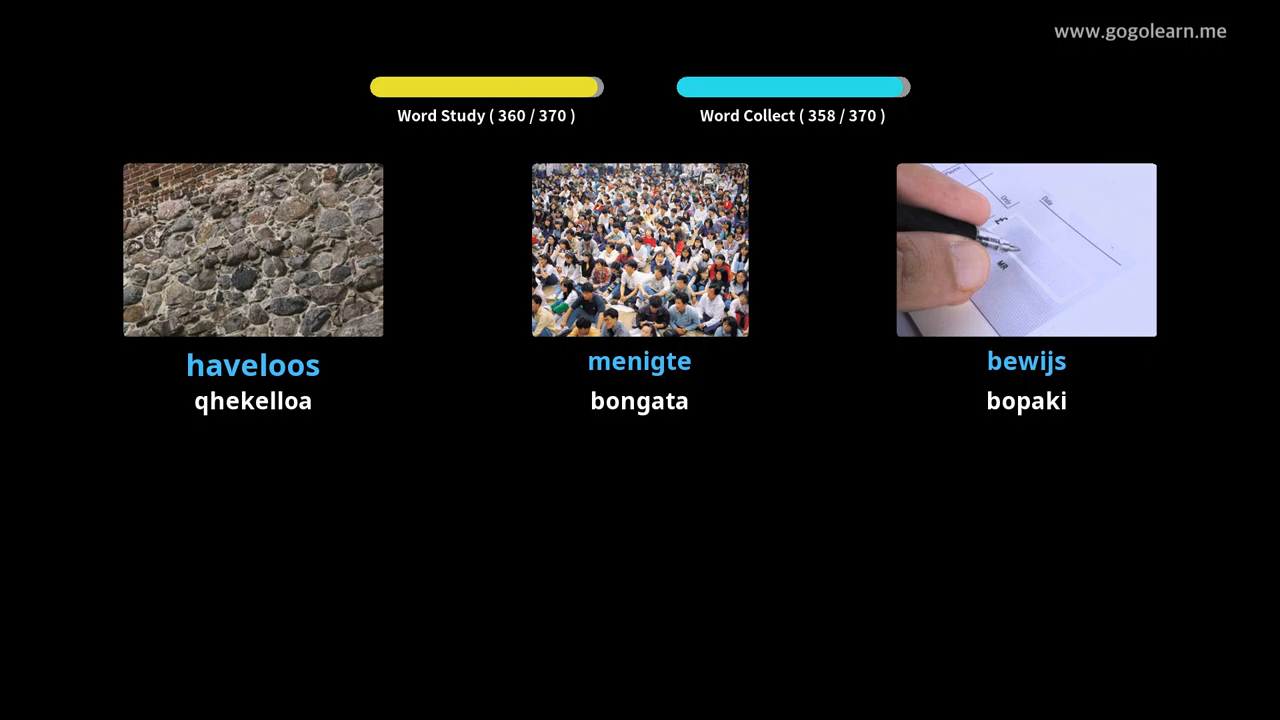 www.gogolearn.me
Word Study ( 360 / 370 )
Word Collect ( 358 / 370 )
haveloos
qhekelloa
menigte
bongata
bewijs
bopaki